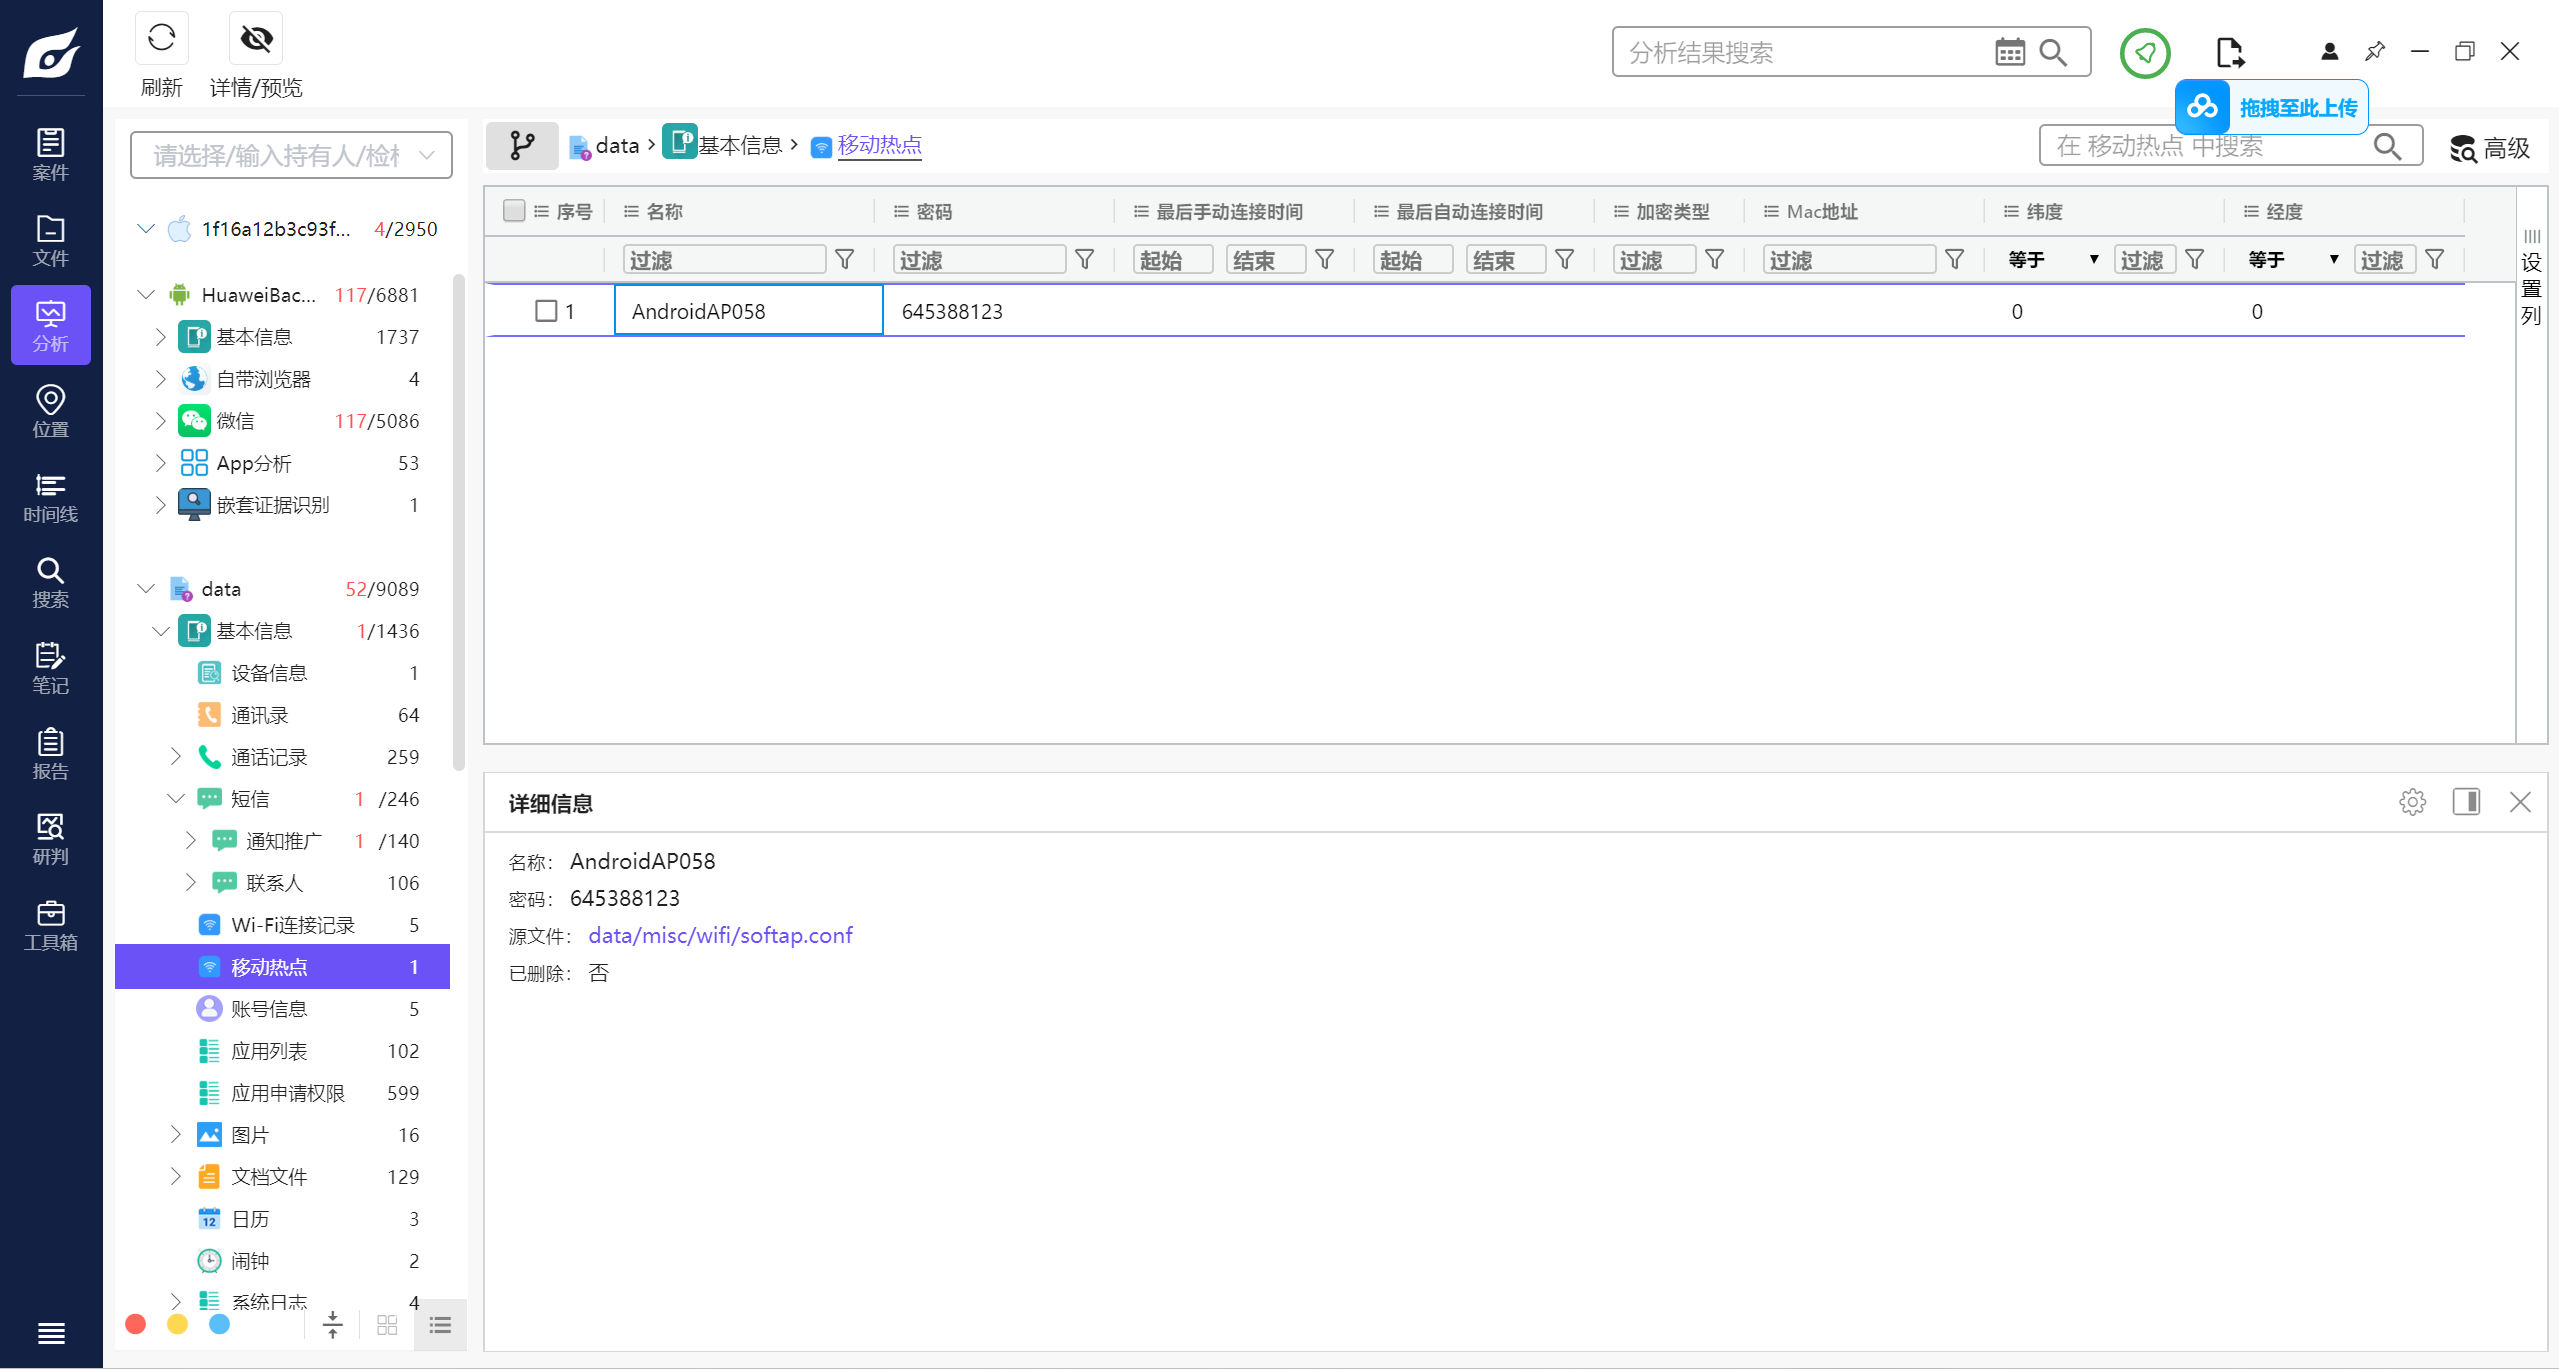 刷新
详情/预览
分析结果搜索
拖拽至此上传
案件
文件
分析
位置
时间线
搜索
笔记
报告
研判
工具箱
请选择/输入持有人/检材
1f16a12b3c93f... 4/2950
HuaweiBac... 117/6881
基本信息 1737
自带浏览器 4
微信 117/5086
App分析 53
嵌套证据识别 1
data 52/9089
基本信息 1/1436
设备信息 1
通讯录 64
通话记录 259
短信 1 /246
通知推广 1 /140
联系人 106
Wi-Fi连接记录 5
移动热点 1
账号信息 5
应用列表 102
应用申请权限 599
图片 16
文档文件 129
12 日历 3
闹钟 2
系统日志 4
data 基本信息 移动热点
在 移动热点 中搜索
高级
序号 名称 密码 最后手动连接时间 最后自动连接时间 加密类型 Mac地址 纬度 经度
过滤 过滤 起始 结束 起始 结束 过滤 过滤 等于 过滤 等于 过滤
1 AndroidAP058 645388123 0 0
设置列
详细信息
名称: AndroidAP058
密码: 645388123
源文件: data/misc/wifi/softap.conf
已删除: 否